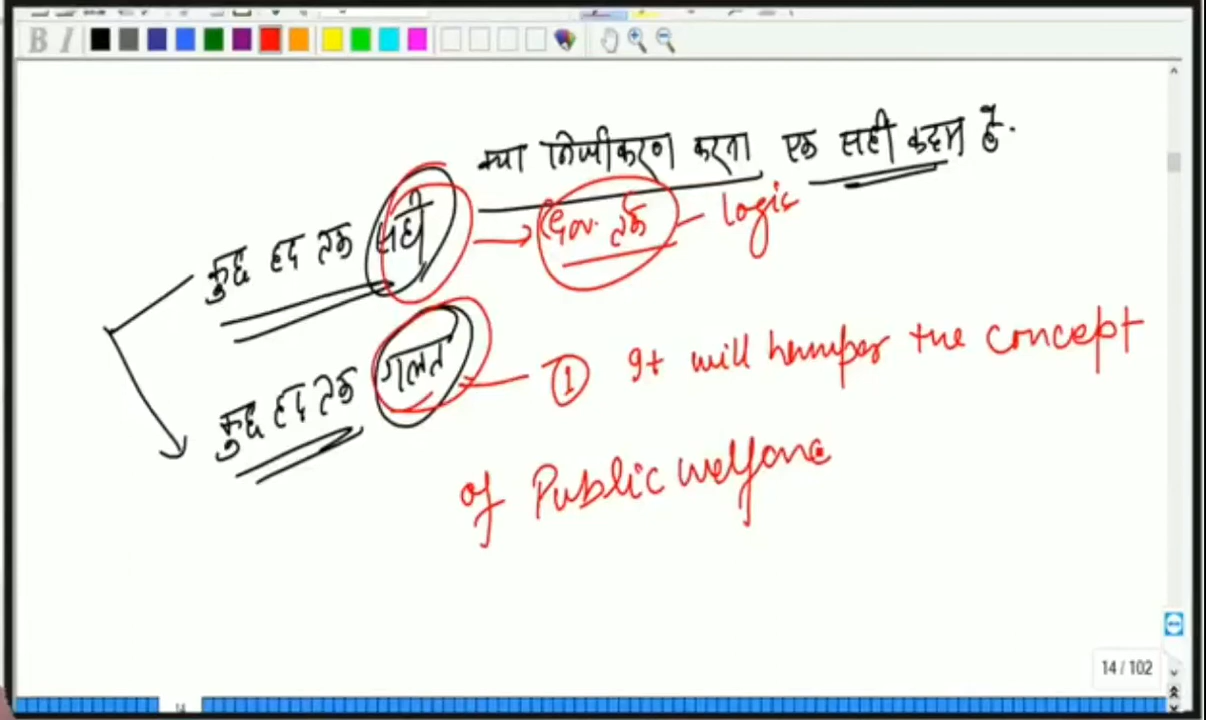 B I
क्या निजीकरण करना एक सही कदम है.
कुछ हद तक सही → Gov. तर्क - Logic
कुछ हद तक गलत - ① It will hamper the concept
of Public welfare
14 / 102
14